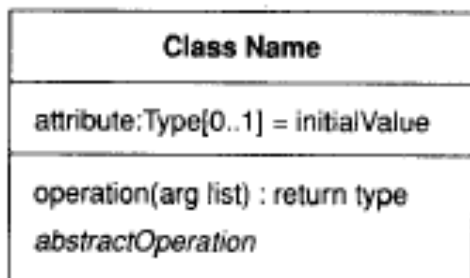 Class Name
attribute:Type[0..1] = initialValue
operation(arg list) : return type
abstractOperation